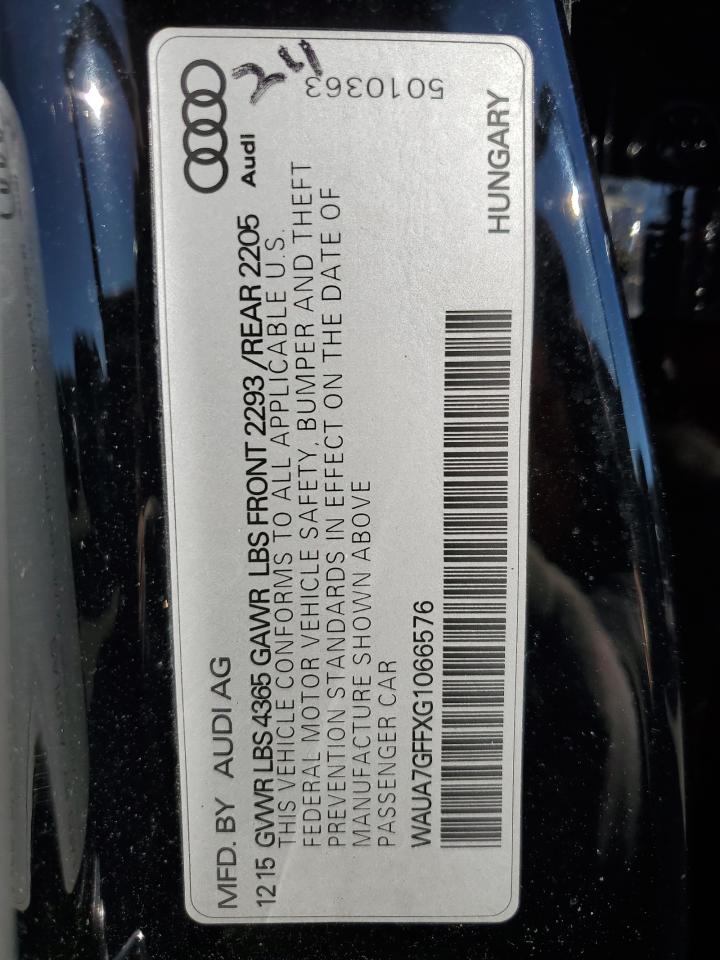 MFD. BY AUDI AG
24
Audi
12 15 GVWR LBS 4365 GAWR LBS FRONT 2293 /REAR 2205
THIS VEHICLE CONFORMS TO ALL APPLICABLE U.S.
FEDERAL MOTOR VEHICLE SAFETY, BUMPER AND THEFT
PREVENTION STANDARDS IN EFFECT ON THE DATE OF
MANUFACTURE SHOWN ABOVE
PASSENGER CAR
5010363
WAUA7GFFXG1066576
HUNGARY